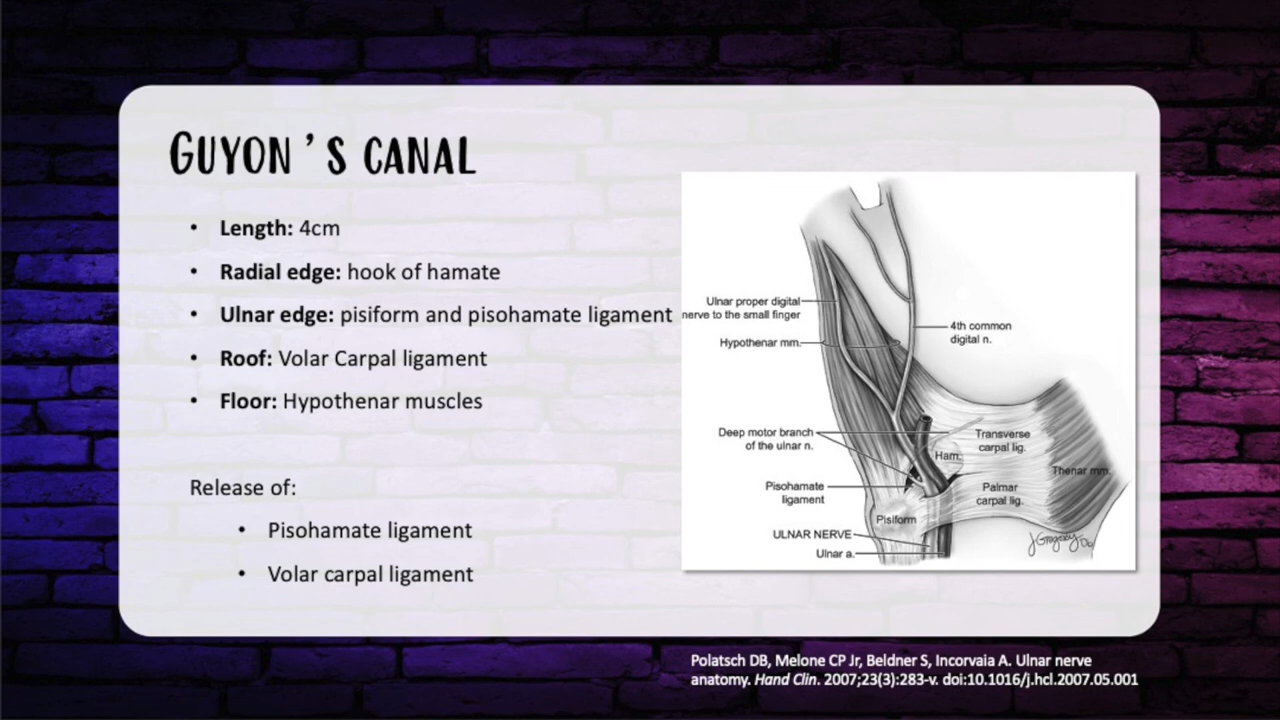 GUYON'S CANAL
• Length: 4cm
• Radial edge: hook of hamate
• Ulnar edge: pisiform and pisohamate ligament
• Roof: Volar Carpal ligament
• Floor: Hypothenar muscles
Release of:
• Pisohamate ligament
• Volar carpal ligament
Ulnar proper digital
nerve to the small finger
Hypothenar mm.
4th common
digital n.
Deep motor branch
of the ulnar n.
Transverse
carpal lig.
Ham.
Thenar mm.
Pisohamate
ligament
Palmar
carpal lig.
Pisiform
ULNAR NERVE
Ulnar a.
Polatsch DB, Melone CP Jr, Beldner S, Incorvaia A. Ulnar nerve
anatomy. Hand Clin. 2007;23(3):283-v. doi:10.1016/j.hcl.2007.05.001